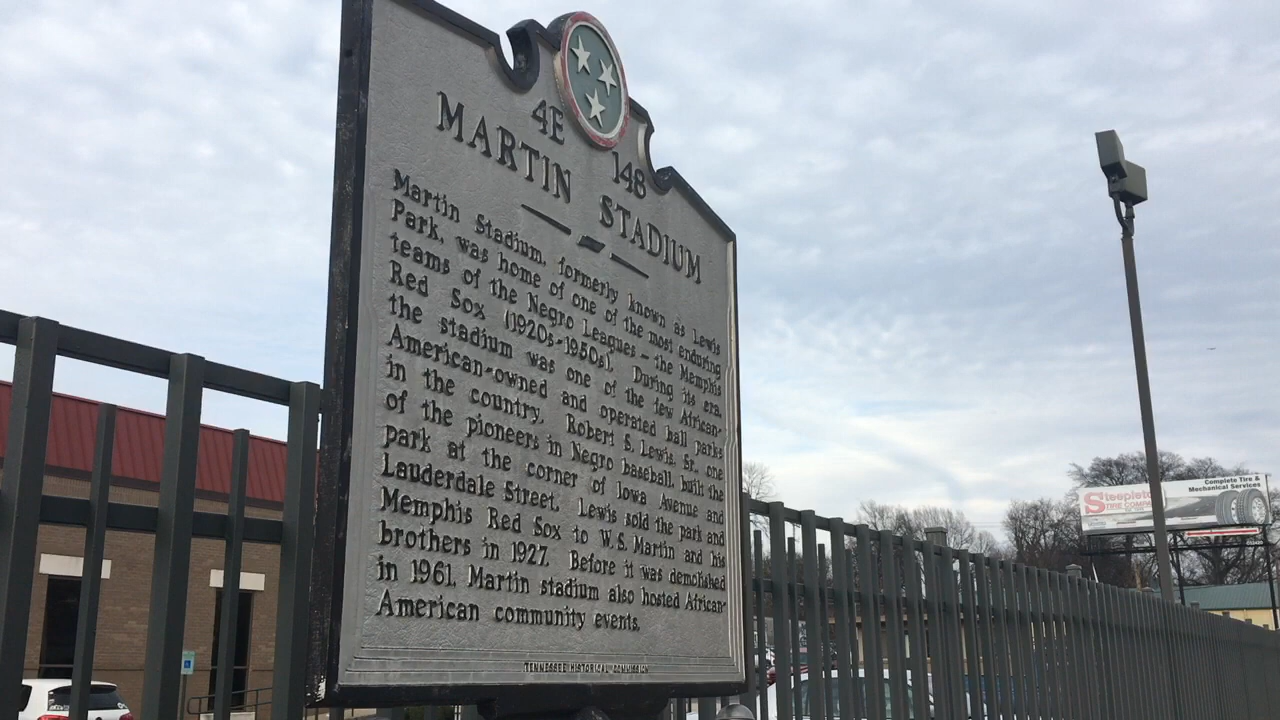 4E 148
MARTIN STADIUM
Martin Stadium, formerly known as Lewis
Park, was home of one of the most enduring
teams of the Negro Leagues - the Memphis
Red Sox (1920s-1950s). During its era,
the stadium was one of the few African-
American-owned and operated ball parks
in the country. Robert S. Lewis, Sr., one
of the pioneers in Negro baseball, built the
park at the corner of Iowa Avenue and
Lauderdale Street. Lewis sold the park and
Memphis Red Sox to W. S. Martin and his
brothers in 1927. Before it was demolished
in 1961, Martin stadium also hosted African-
American community events.
TENNESSEE HISTORICAL COMMISSION
Complete Tire &
Mechanical Services
Steepleto
TIRE COMPA